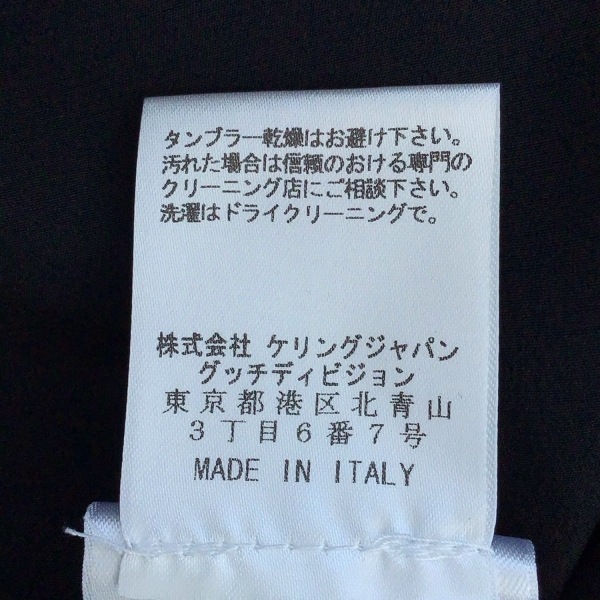 タンブラー乾燥はお避け下さい。
汚れた場合は信頼のおける専門の
クリーニング店にご相談下さい。
洗濯はドライクリーニングで。
株式会社 ケリングジャパン
グッチディビジョン
東京都港区北青山
3丁目6番7号
MADE IN ITALY